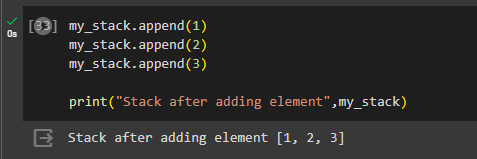 [33] my_stack.append(1)
my_stack.append(2)
my_stack.append(3)
print("Stack after adding element",my_stack)
0s
Stack after adding element [1, 2, 3]